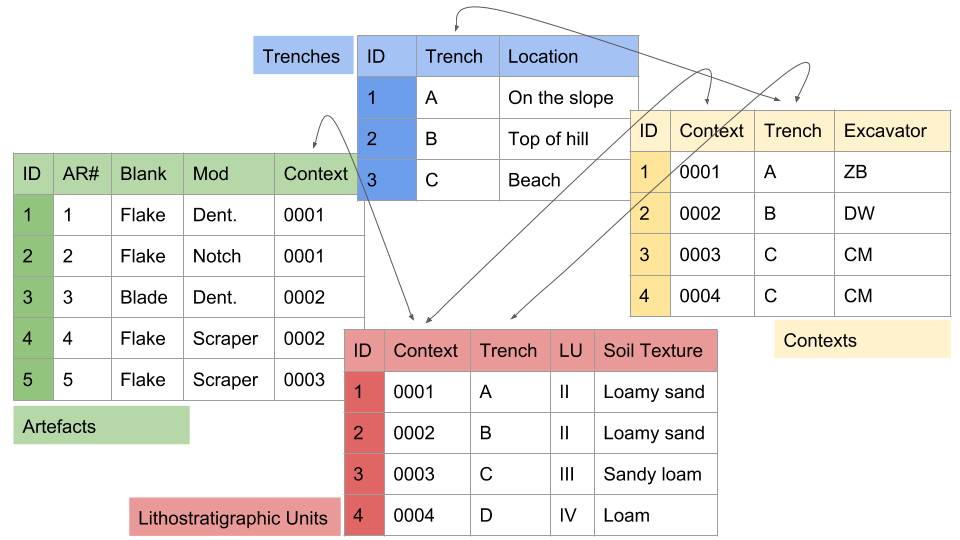 Trenches
ID Trench Location
1 A On the slope
2 B Top of hill
3 C Beach
ID Context Trench Excavator
1 0001 A ZB
2 0002 B DW
3 0003 C CM
4 0004 C CM
Contexts
ID AR# Blank Mod Context
1 1 Flake Dent. 0001
2 2 Flake Notch 0001
3 3 Blade Dent. 0002
4 4 Flake Scraper 0002
5 5 Flake Scraper 0003
Artefacts
ID Context Trench LU Soil Texture
1 0001 A II Loamy sand
2 0002 B II Loamy sand
3 0003 C III Sandy loam
4 0004 D IV Loam
Lithostratigraphic Units